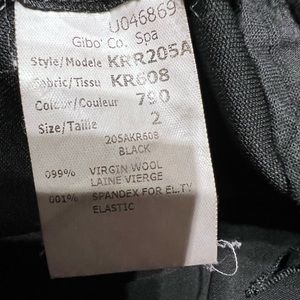 U046869
Gibo' Co. Spa
Style/Modele KRR205A
Fabric/Tissu KR608
Colour/Couleur 790
Size/Taille 2
205AKR608
BLACK
099% VIRGIN WOOL
LAINE VIERGE
001% SPANDEX FOR EL.TY
ELASTIC